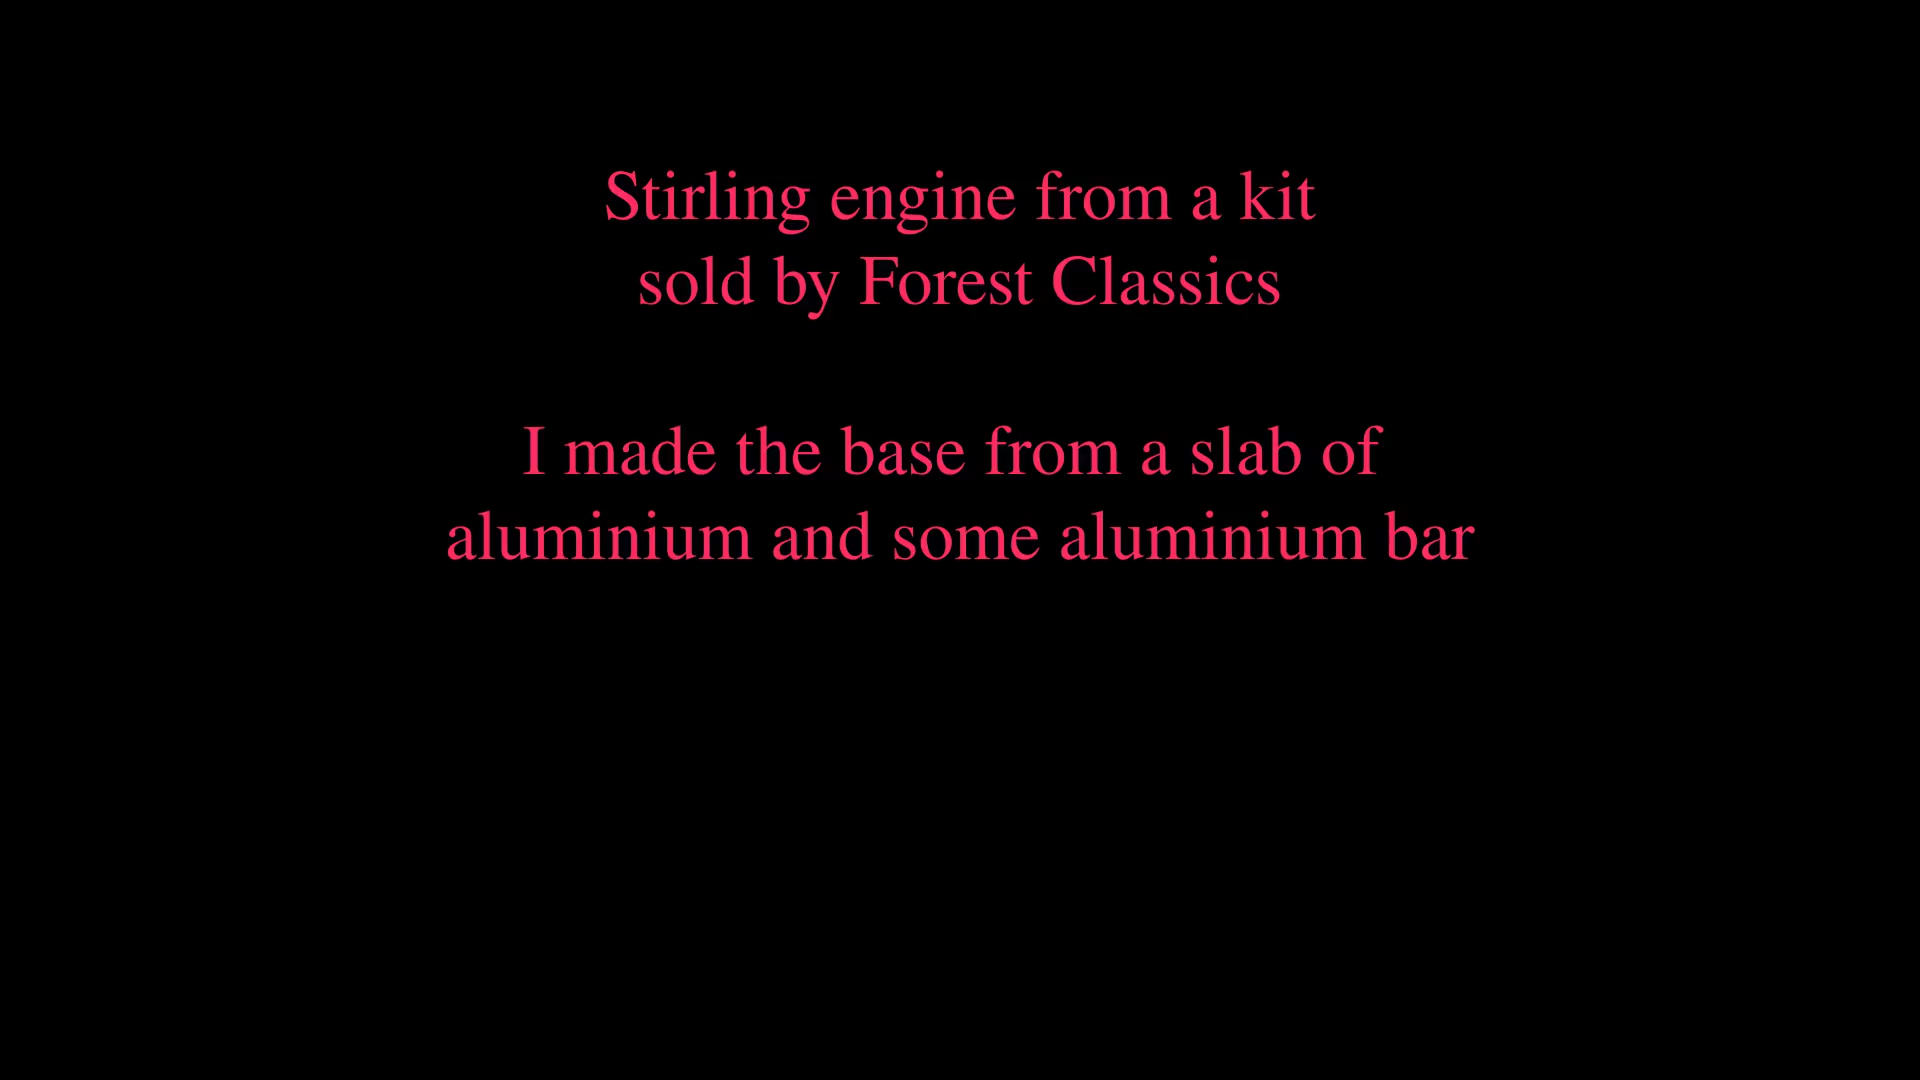 Stirling engine from a kit
sold by Forest Classics
I made the base from a slab of
aluminium and some aluminium bar